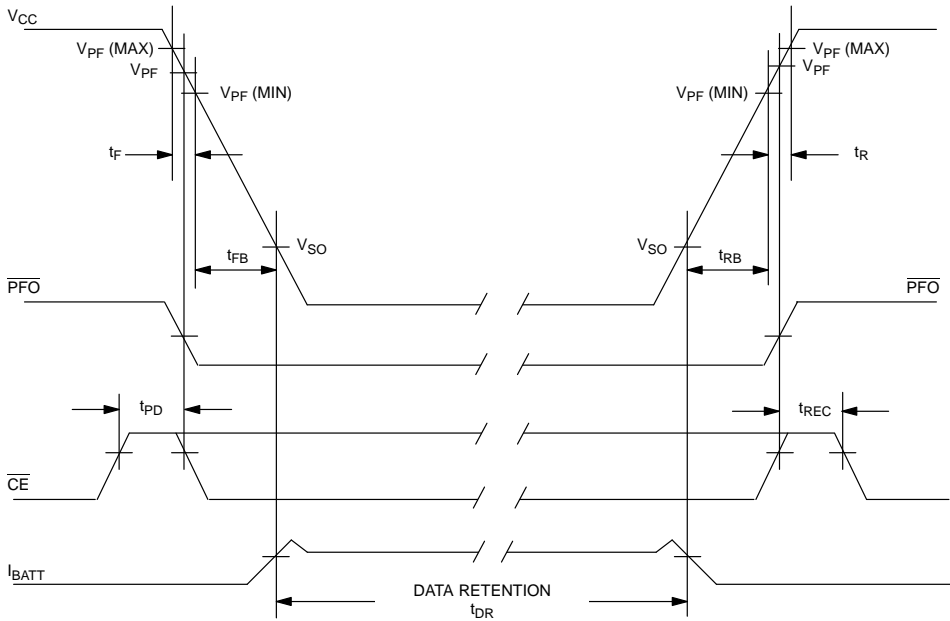 VCC
VPF (MAX)
VPF (MAX)
VPF
VPF
VPF (MIN)
VPF (MIN)
tF
tR
VSO
VSO
tFB
tRB
PFO
PFO
tPD
tREC
CE
IBATT
DATA RETENTION
tDR